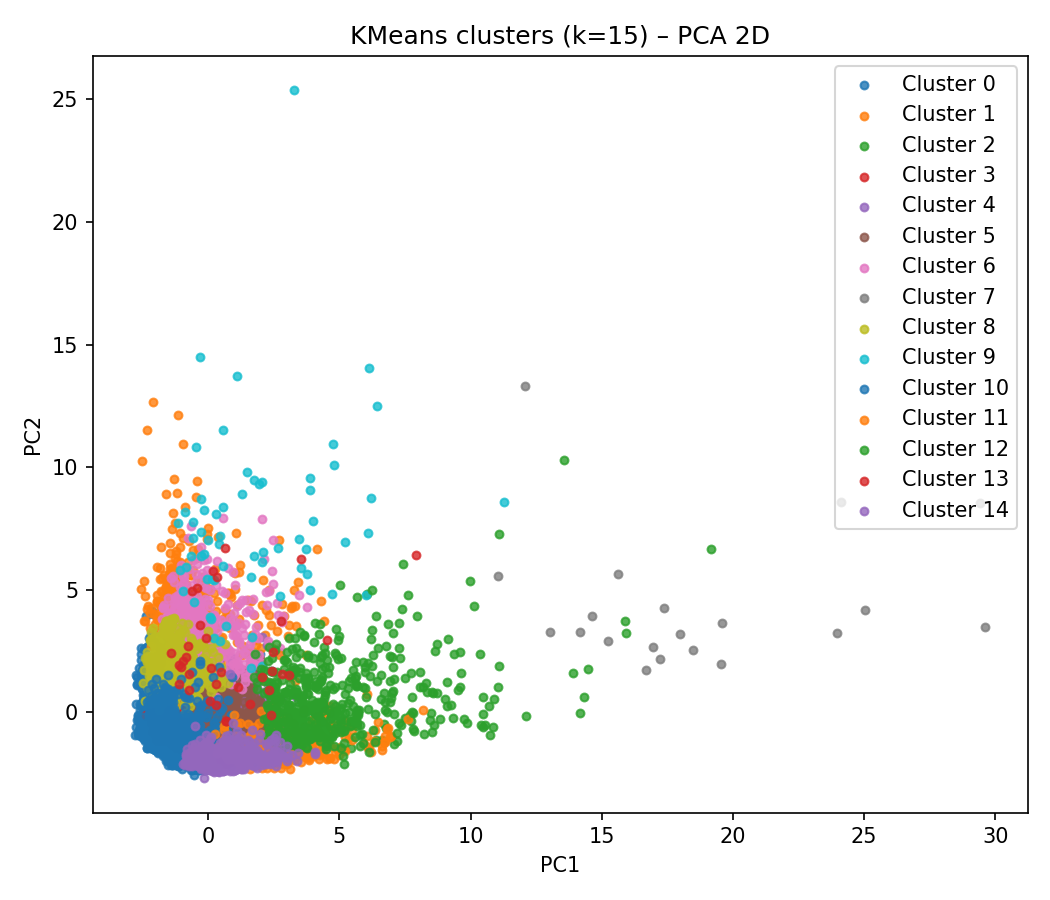 KMeans clusters (k=15) – PCA 2D
Cluster 0
Cluster 1
Cluster 2
Cluster 3
Cluster 4
Cluster 5
Cluster 6
Cluster 7
Cluster 8
Cluster 9
Cluster 10
Cluster 11
Cluster 12
Cluster 13
Cluster 14
25
20
15
10
5
0
PC2
0 5 10 15 20 25 30
PC1